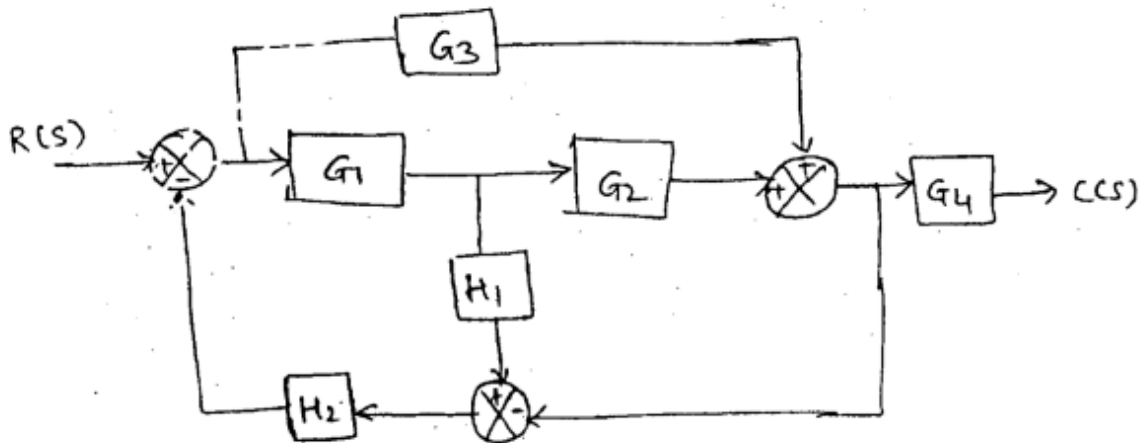 G3
R(S)
+
-
G1
G2
+
+
G4
C(S)
H1
+
-
H2